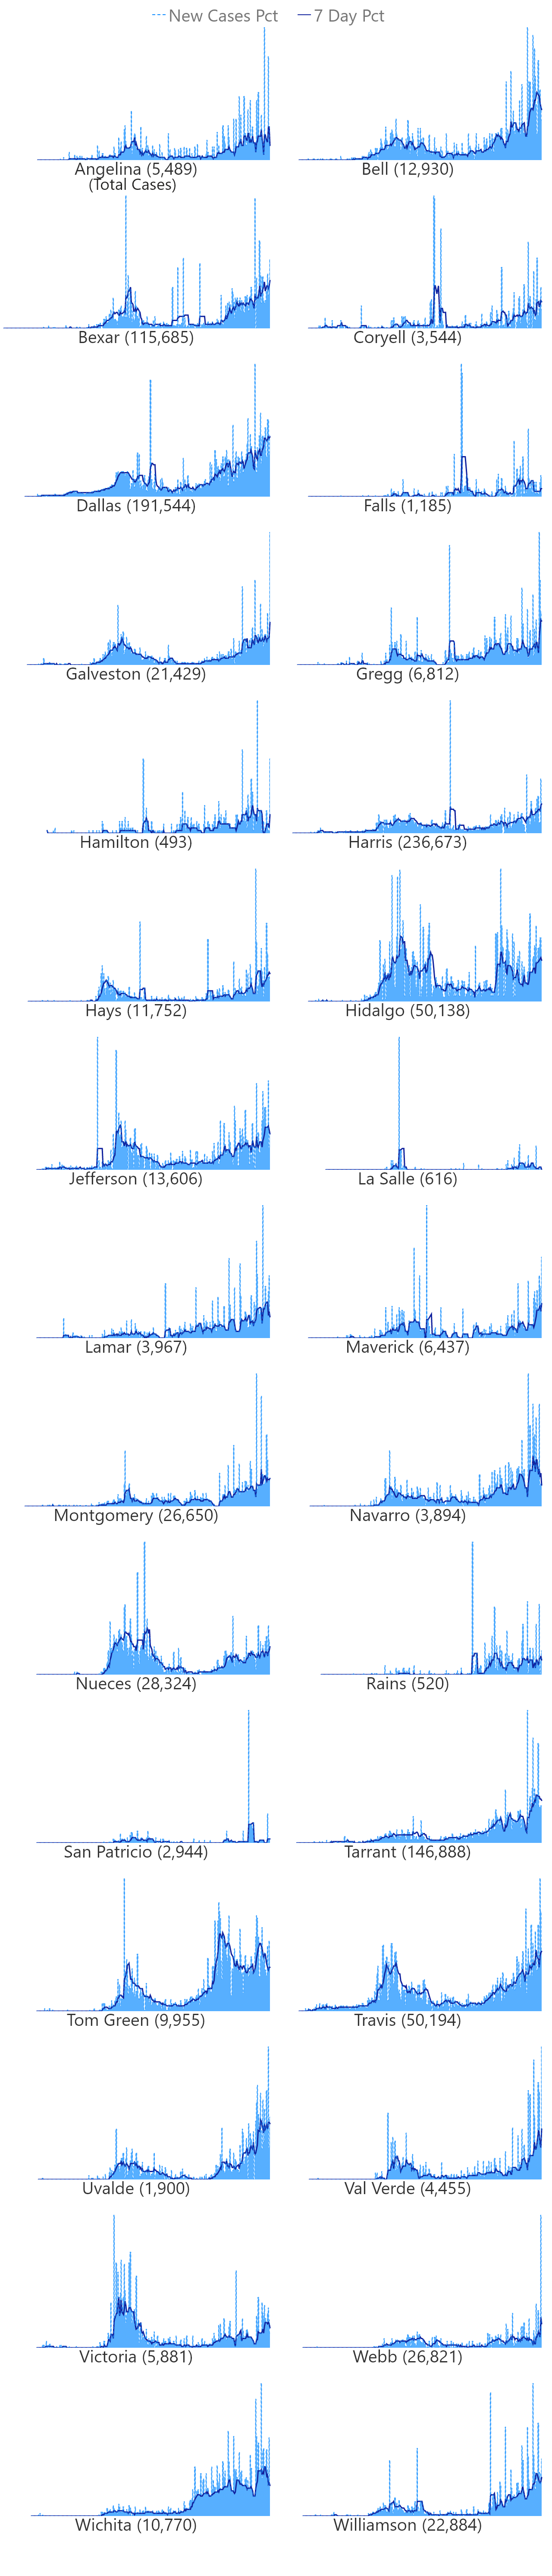 New Cases Pct 7 Day Pct
Angelina (5,489)
(Total Cases)
Bell (12,930)
Bexar (115,685)
Coryell (3,544)
Dallas (191,544)
Falls (1,185)
Galveston (21,429)
Gregg (6,812)
Hamilton (493)
Harris (236,673)
Hays (11,752)
Hidalgo (50,138)
Jefferson (13,606)
La Salle (616)
Lamar (3,967)
Maverick (6,437)
Montgomery (26,650)
Navarro (3,894)
Nueces (28,324)
Rains (520)
San Patricio (2,944)
Tarrant (146,888)
Tom Green (9,955)
Travis (50,194)
Uvalde (1,900)
Val Verde (4,455)
Victoria (5,881)
Webb (26,821)
Wichita (10,770)
Williamson (22,884)